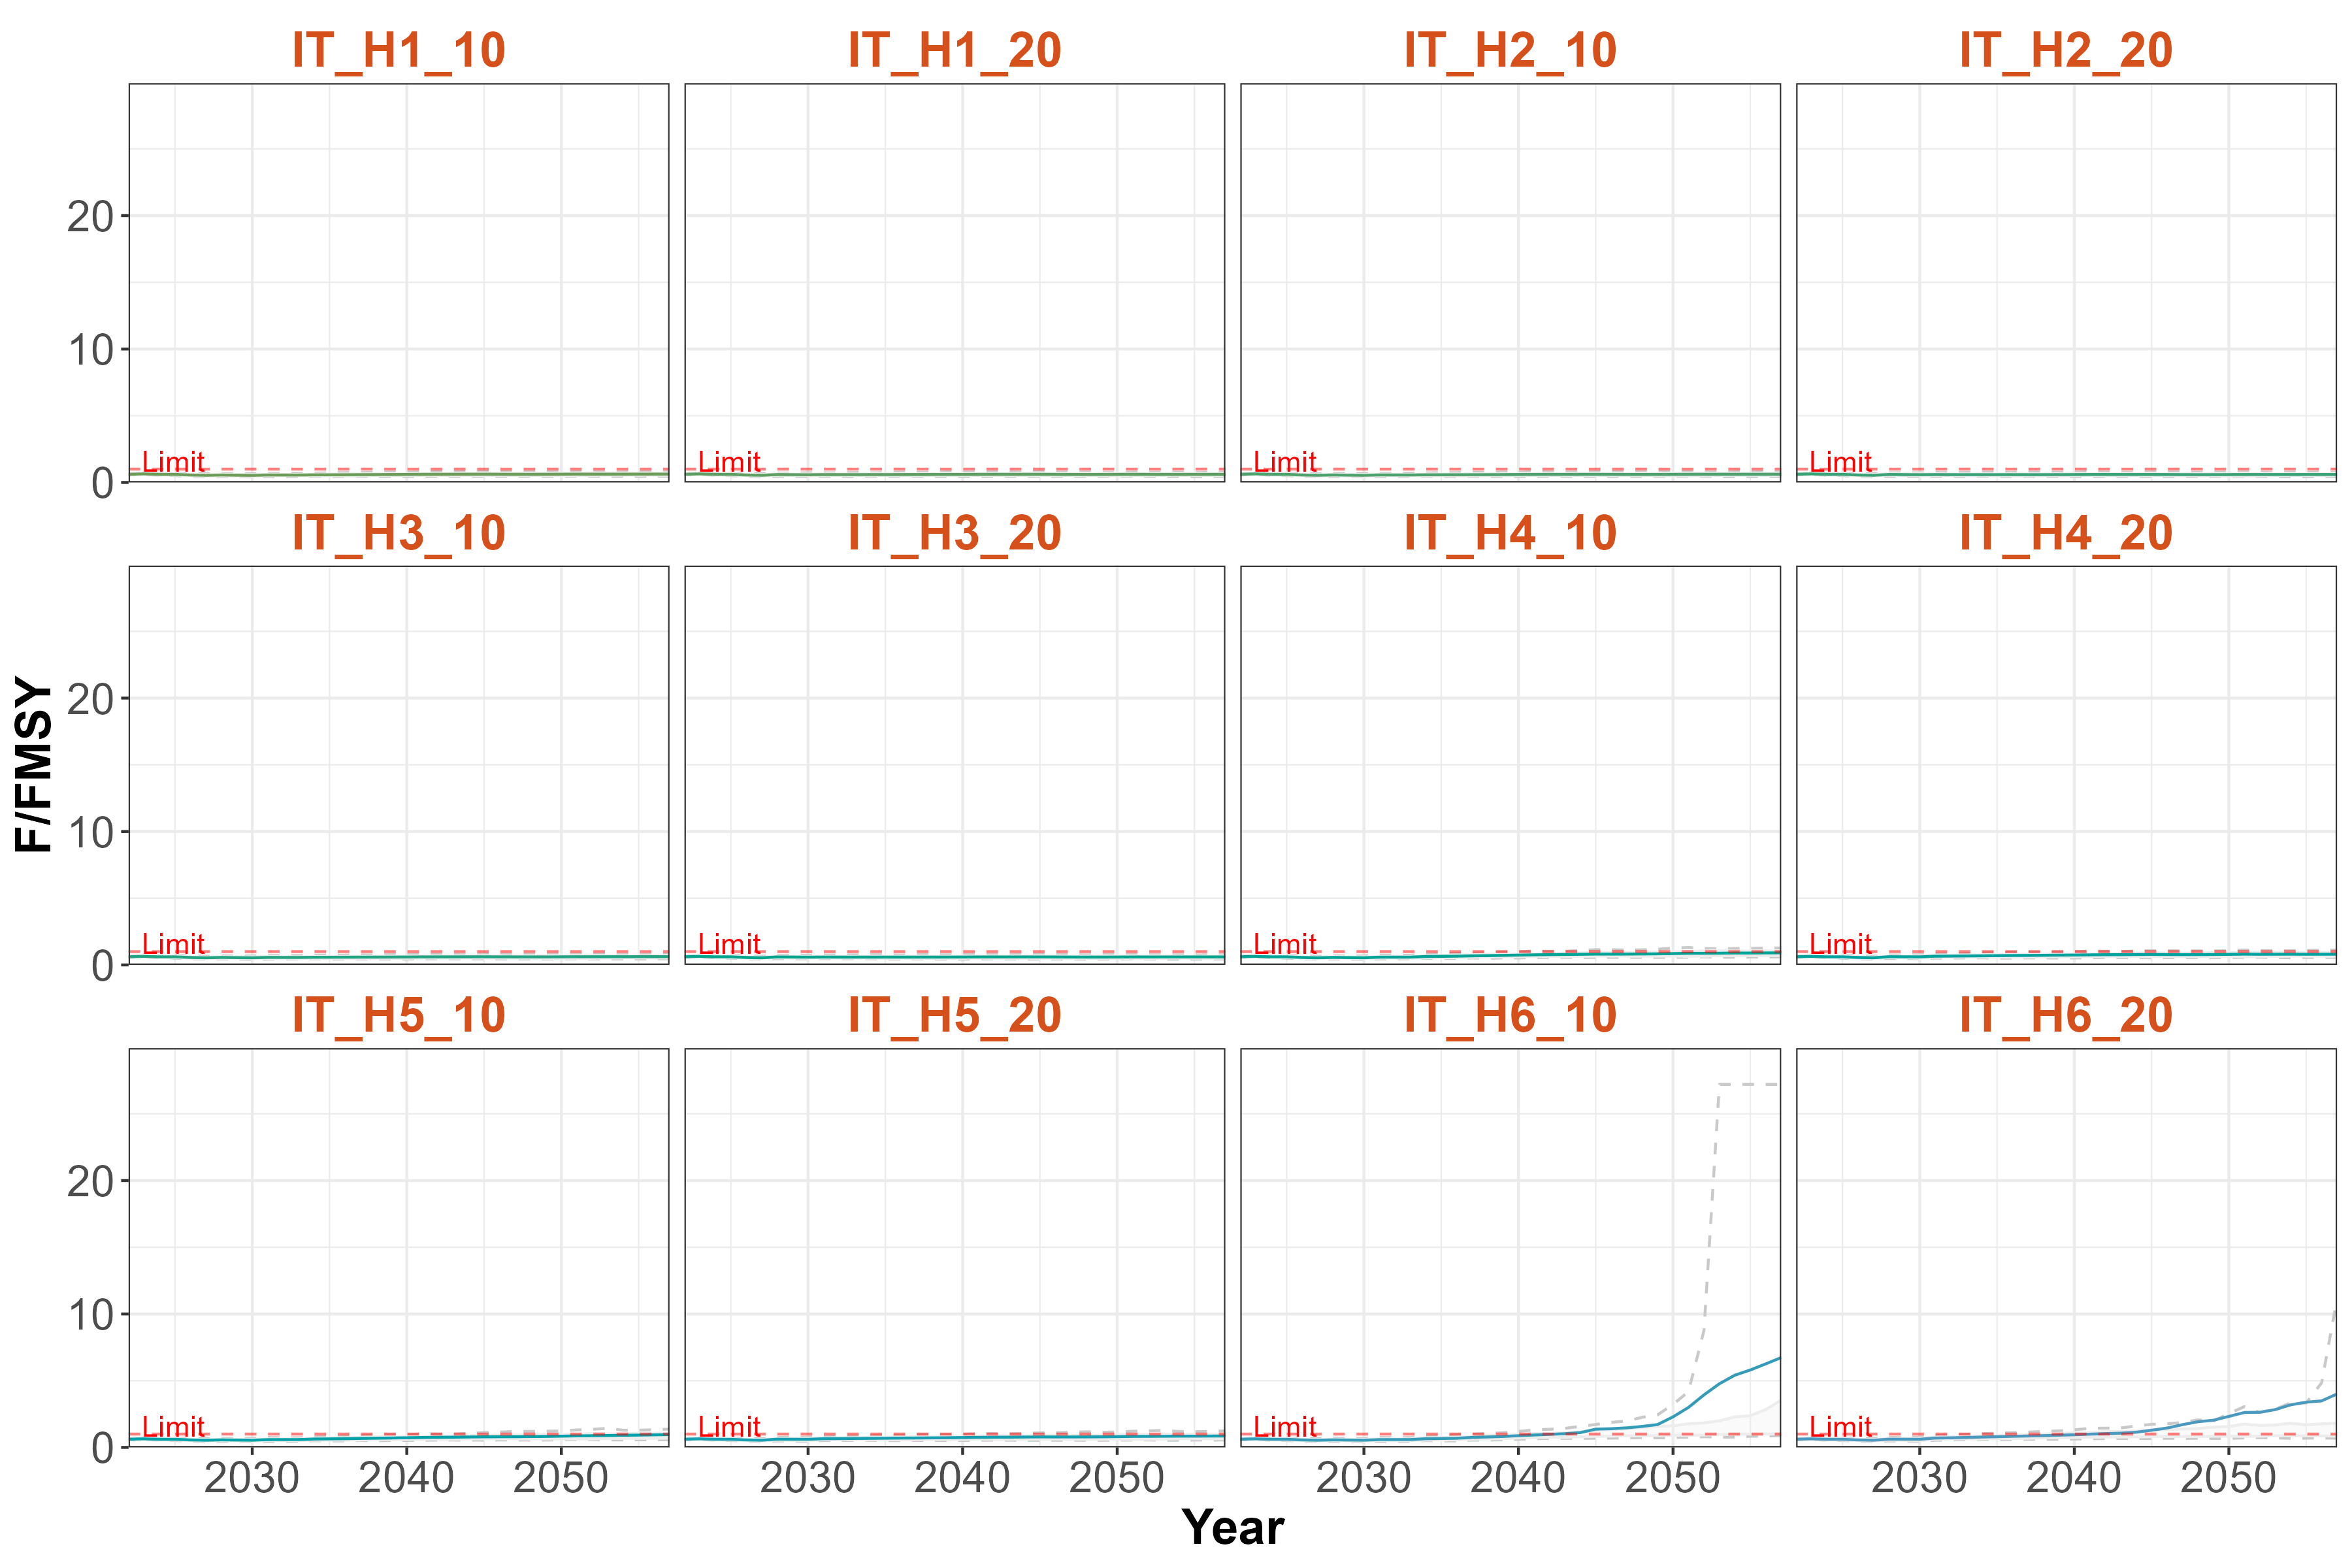 IT_H1_10 IT_H1_20 IT_H2_10 IT_H2_20
20
10
Limit Limit Limit Limit
0
IT_H3_10 IT_H3_20 IT_H4_10 IT_H4_20
F/FMSY
20
10
Limit Limit Limit Limit
0
IT_H5_10 IT_H5_20 IT_H6_10 IT_H6_20
20
10
Limit Limit Limit Limit
0
2030 2040 2050 2030 2040 2050 2030 2040 2050 2030 2040 2050
Year